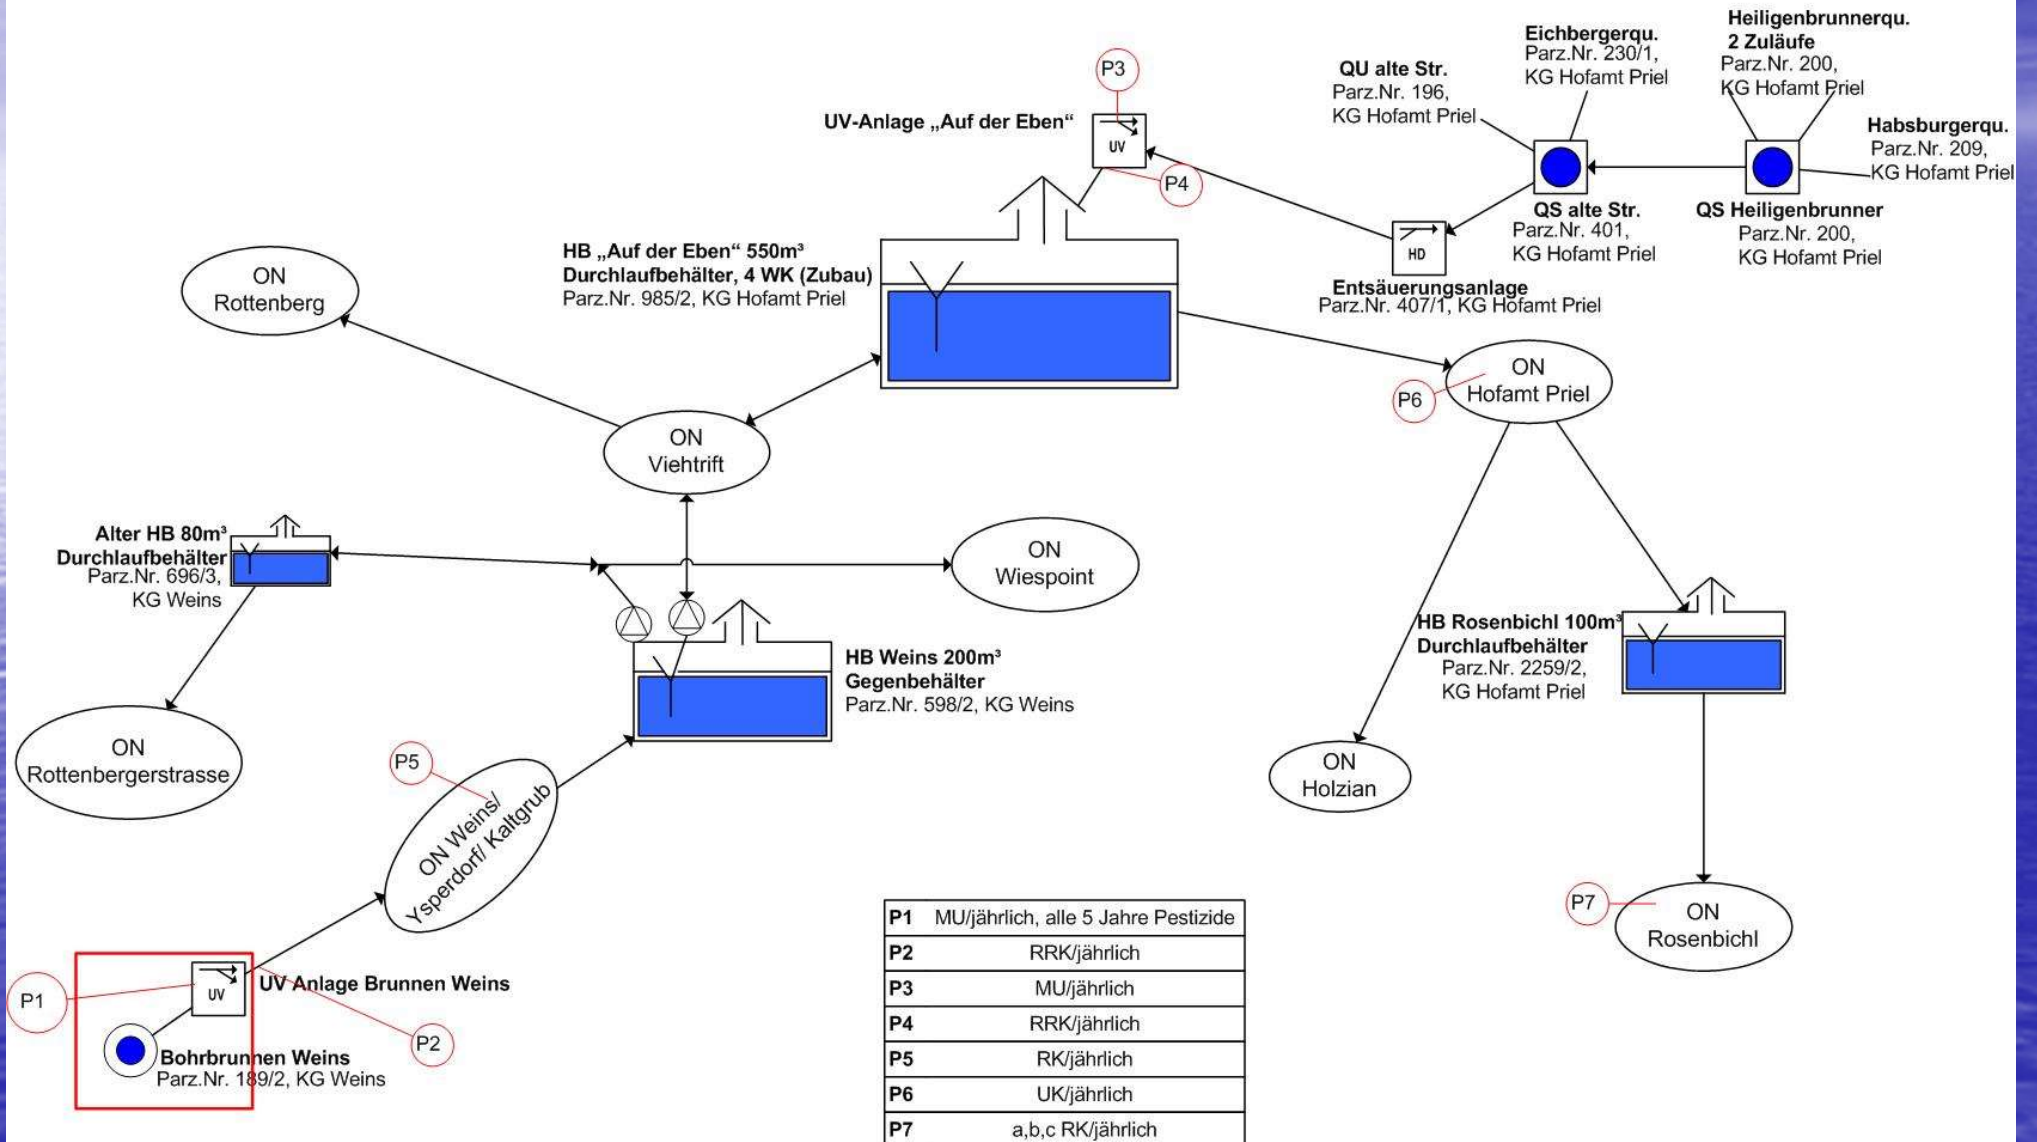 P3
UV-Anlage „Auf der Eben“
UV
P4
QU alte Str.
Parz.Nr. 196,
KG Hofamt Priel
Eichbergerqu.
Parz.Nr. 230/1,
KG Hofamt Priel
Heiligenbrunnerqu.
2 Zuläufe
Parz.Nr. 200,
KG Hofamt Priel
Habsburgerqu.
Parz.Nr. 209,
KG Hofamt Priel
QS alte Str.
Parz.Nr. 401,
KG Hofamt Priel
QS Heiligenbrunner
Parz.Nr. 200,
KG Hofamt Priel
HD
Entsäuerungsanlage
Parz.Nr. 407/1, KG Hofamt Priel
HB „Auf der Eben“ 550m³
Durchlaufbehälter, 4 WK (Zubau)
Parz.Nr. 985/2, KG Hofamt Priel
ON
Rottenberg
ON
Viehtrift
ON
Hofamt Priel
P6
Alter HB 80m³
Durchlaufbehälter
Parz.Nr. 696/3,
KG Weins
ON
Wiespoint
HB Weins 200m³
Gegenbehälter
Parz.Nr. 598/2, KG Weins
HB Rosenbichl 100m³
Durchlaufbehälter
Parz.Nr. 2259/2,
KG Hofamt Priel
ON
Rottenbergerstrasse
P5
ON Weins/
Ysperdorf/ Kaltgrub
ON
Holzian
P7
ON
Rosenbichl
P1
UV
UV Anlage Brunnen Weins
P2
Bohrbrunnen Weins
Parz.Nr. 189/2, KG Weins
P1 MU/jährlich, alle 5 Jahre Pestizide
P2 RRK/jährlich
P3 MU/jährlich
P4 RRK/jährlich
P5 RK/jährlich
P6 UK/jährlich
P7 a,b,c RK/jährlich